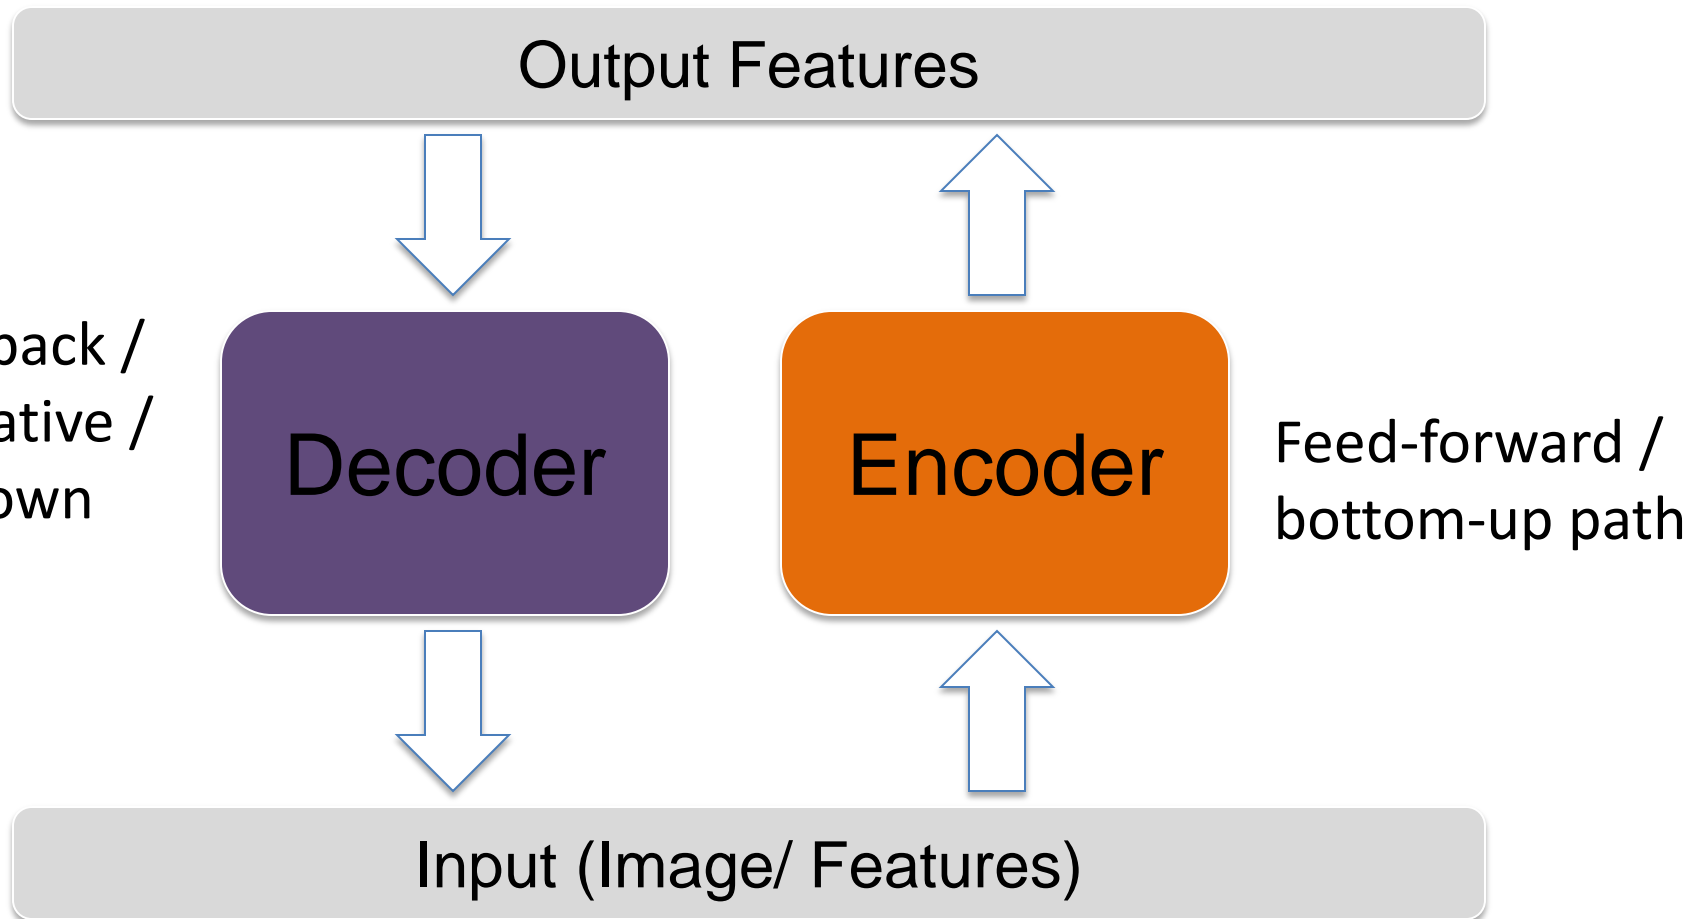 Output Features
back /
ative /
own
Decoder
Encoder
Feed-forward /
bottom-up path
Input (Image/ Features)